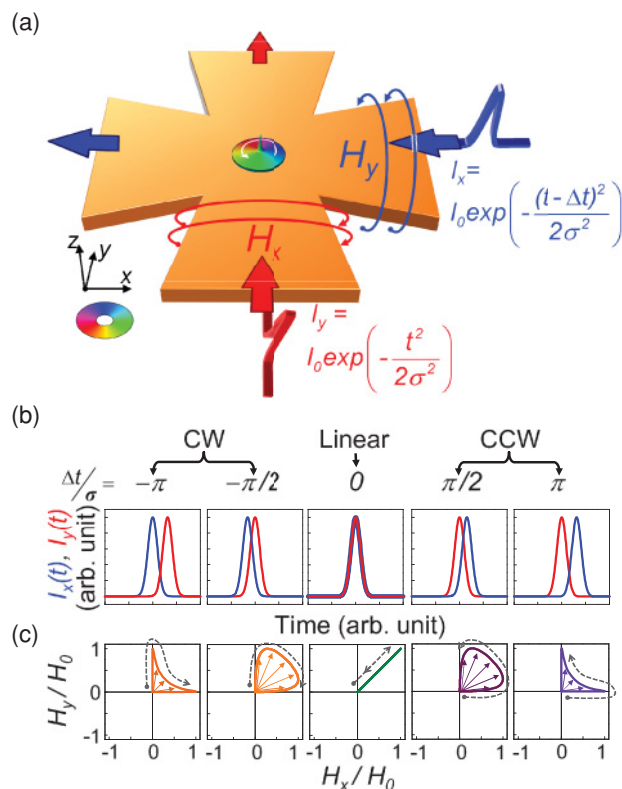 (a)
H_y
I_x =
I_0 exp(-(t - Δt)^2 / 2σ^2)
H_x
z
y
x
I_y =
I_0 exp(-t^2 / 2σ^2)
(b)
CW Linear CCW
Δt/σ = -π -π/2 0 π/2 π
I_x(t), I_y(t)
(arb. unit)
Time (arb. unit)
(c)
H_y / H_0
1
0
-1
-1 0 1 -1 0 1 -1 0 1 -1 0 1 -1 0 1
H_x / H_0